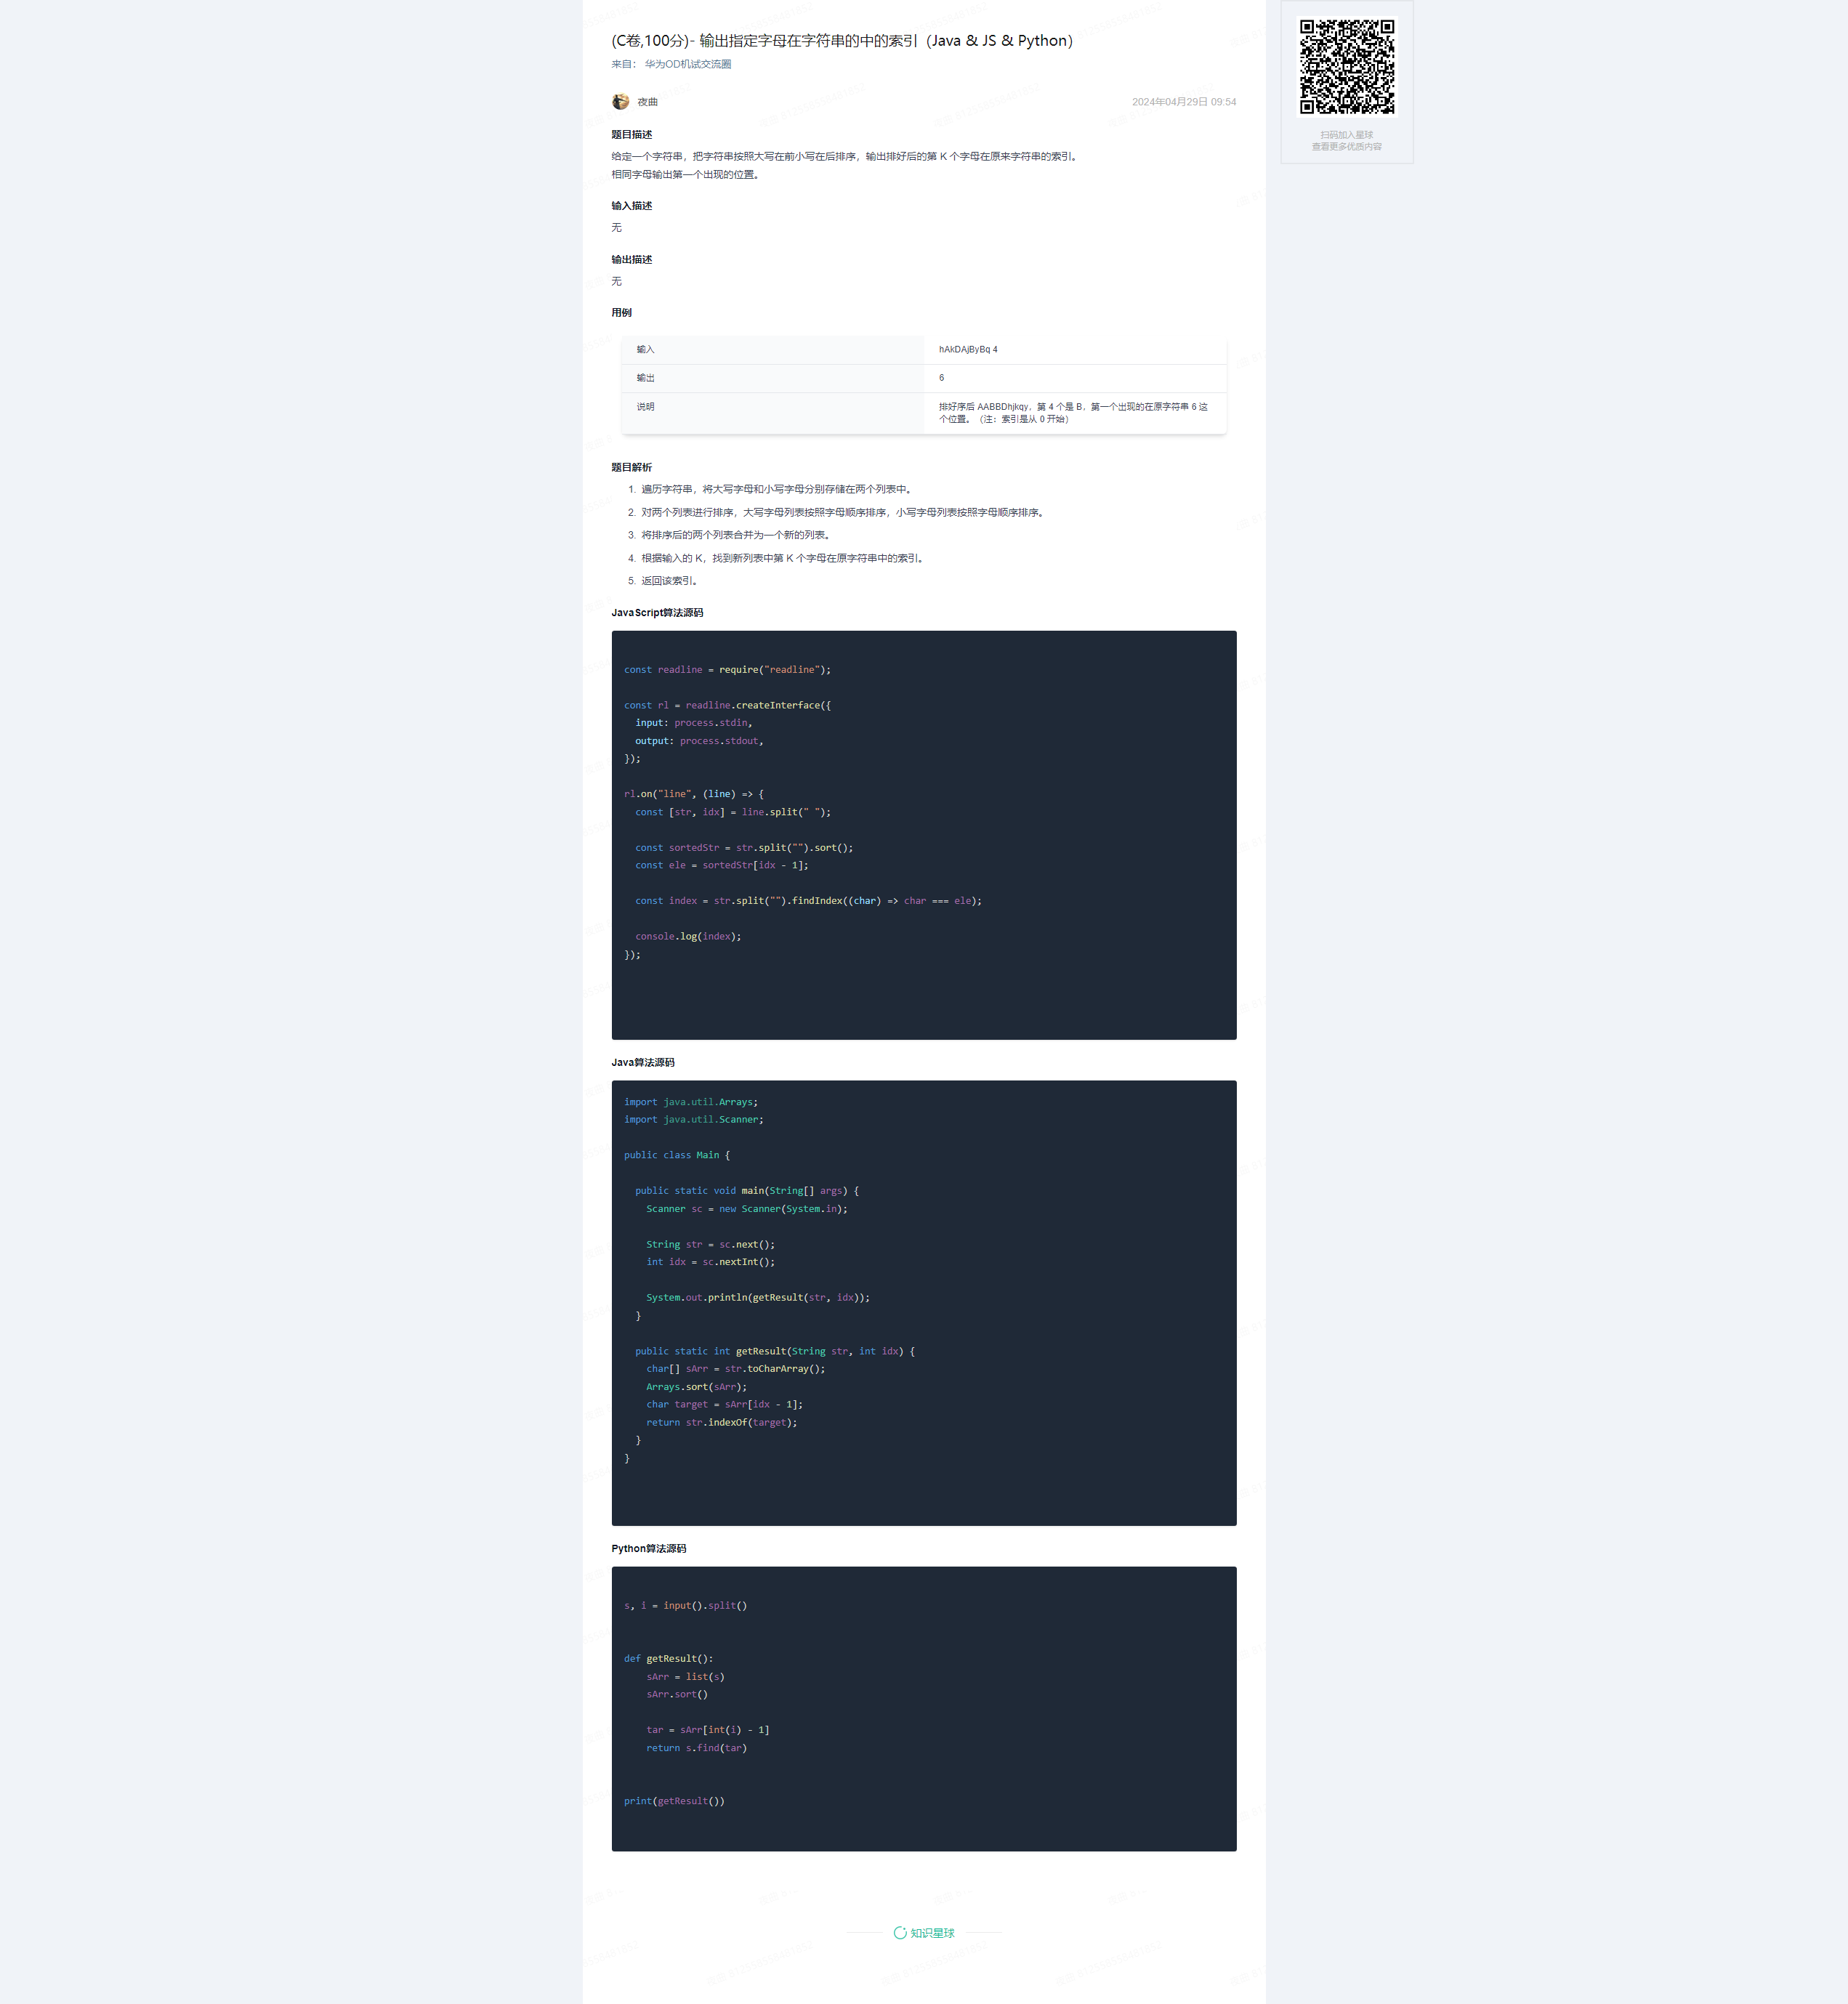 (C卷,100分)- 输出指定字母在字符串的中的索引（Java & JS & Python）
来自： 华为OD机试交流圈
夜曲
2024年04月29日 09:54
扫码加入星球
查看更多优质内容
题目描述
给定一个字符串，把字符串按照大写在前小写在后排序，输出排好后的第 K 个字母在原来字符串的索引。
相同字母输出第一个出现的位置。
输入描述
无
输出描述
无
用例
输入 hAkDAjByBq 4
输出 6
说明 排好序后 AABBDhjkqy，第 4 个是 B，第一个出现的在原字符串 6 这
个位置。（注：索引是从 0 开始）
题目解析
1. 遍历字符串，将大写字母和小写字母分别存储在两个列表中。
2. 对两个列表进行排序，大写字母列表按照字母顺序排序，小写字母列表按照字母顺序排序。
3. 将排序后的两个列表合并为一个新的列表。
4. 根据输入的 K，找到新列表中第 K 个字母在原字符串中的索引。
5. 返回该索引。
JavaScript算法源码
const readline = require("readline");
const rl = readline.createInterface({
input: process.stdin,
output: process.stdout,
});
rl.on("line", (line) => {
const [str, idx] = line.split(" ");
const sortedStr = str.split("").sort();
const ele = sortedStr[idx - 1];
const index = str.split("").findIndex((char) => char === ele);
console.log(index);
});
Java算法源码
import java.util.Arrays;
import java.util.Scanner;
public class Main {
public static void main(String[] args) {
Scanner sc = new Scanner(System.in);
String str = sc.next();
int idx = sc.nextInt();
System.out.println(getResult(str, idx));
}
public static int getResult(String str, int idx) {
char[] sArr = str.toCharArray();
Arrays.sort(sArr);
char target = sArr[idx - 1];
return str.indexOf(target);
}
}
Python算法源码
s, i = input().split()
def getResult():
sArr = list(s)
sArr.sort()
tar = sArr[int(i) - 1]
return s.find(tar)
print(getResult())
知识星球